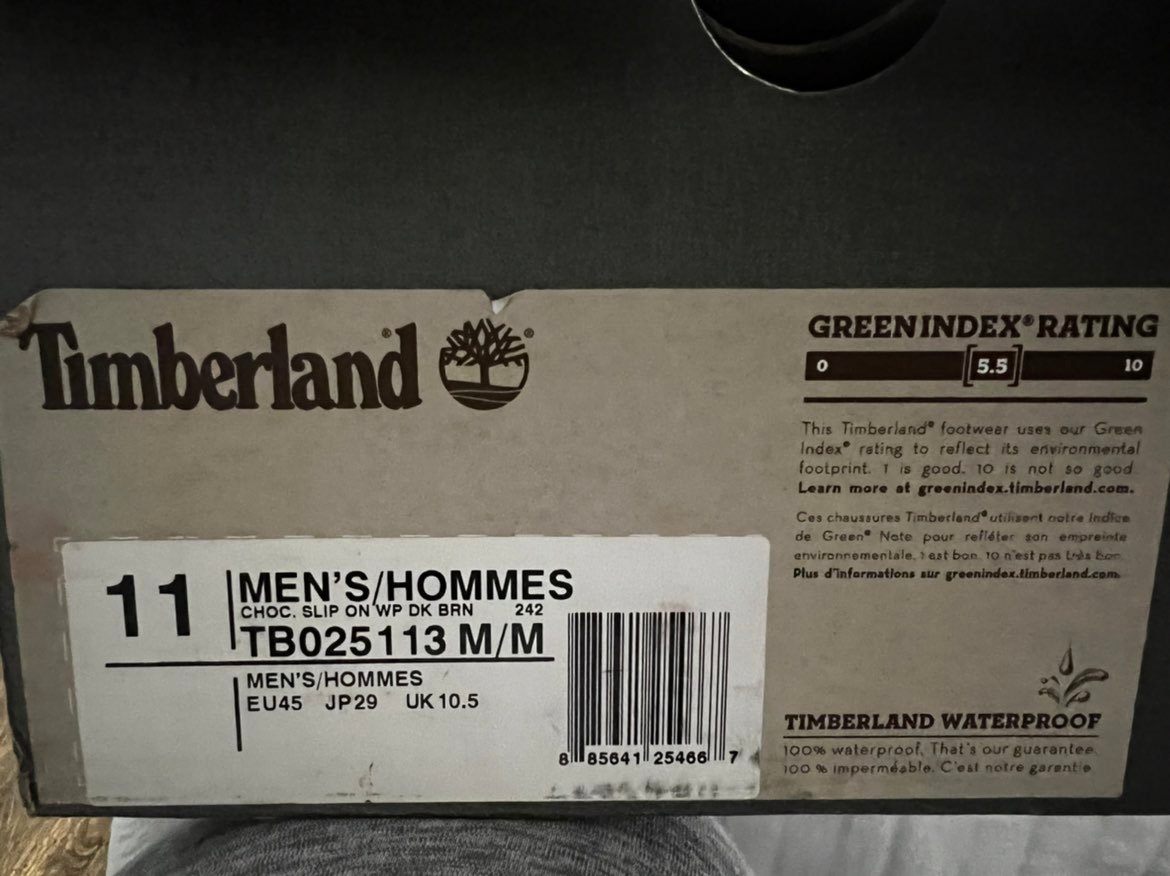 Timberland®
®
GREEN INDEX® RATING
0 5.5 10
This Timberland® footwear uses our Green
Index® rating to reflect its environmental
footprint. 1 is good. 10 is not so good.
Learn more at greenindex.timberland.com.
Ces chaussures Timberland® utilisent notre Indice
de Green® Note pour refléter son empreinte
environnementale. 1 est bon. 10 n'est pas très bon.
Plus d'informations sur greenindex.timberland.com.
11
MEN'S/HOMMES
CHOC. SLIP ON WP DK BRN 242
TB025113 M/M
MEN'S/HOMMES
EU45 JP29 UK 10.5
8 85641 25466 7
TIMBERLAND WATERPROOF
100% waterproof. That's our guarantee.
100 % imperméable. C'est notre garantie.